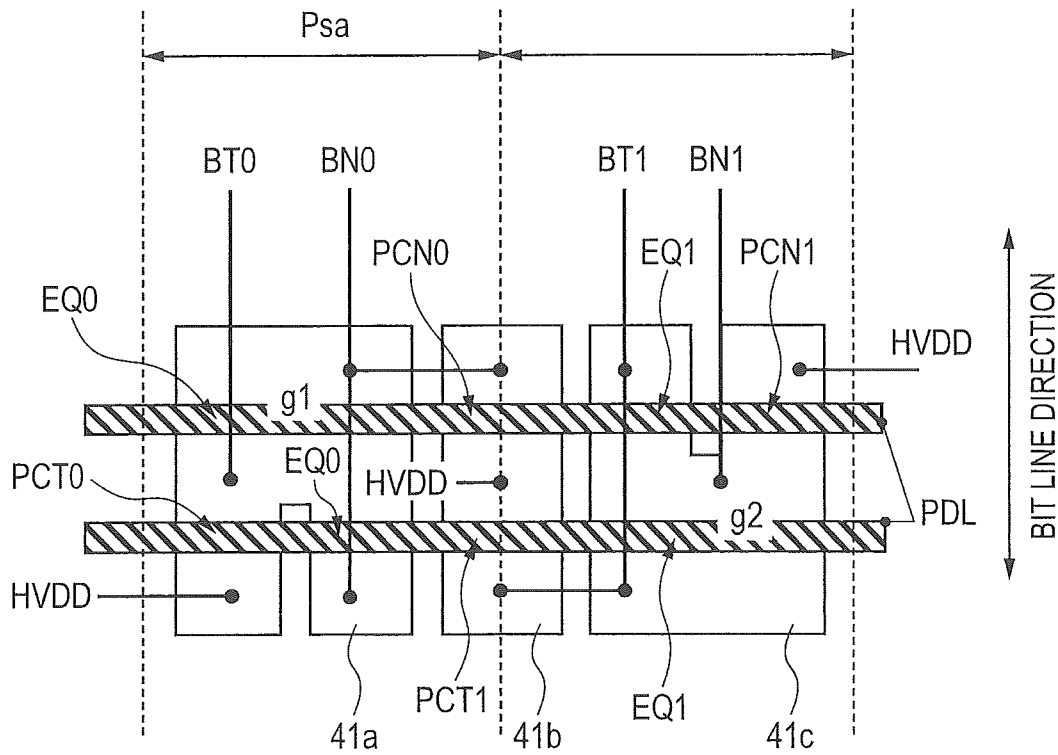 Psa
BT0
BN0
BT1
BN1
PCN0
EQ1
PCN1
EQ0
HVDD
g1
PCT0
EQ0
HVDD
g2
PDL
HVDD
PCT1
EQ1
41a
41b
41c
BIT LINE DIRECTION